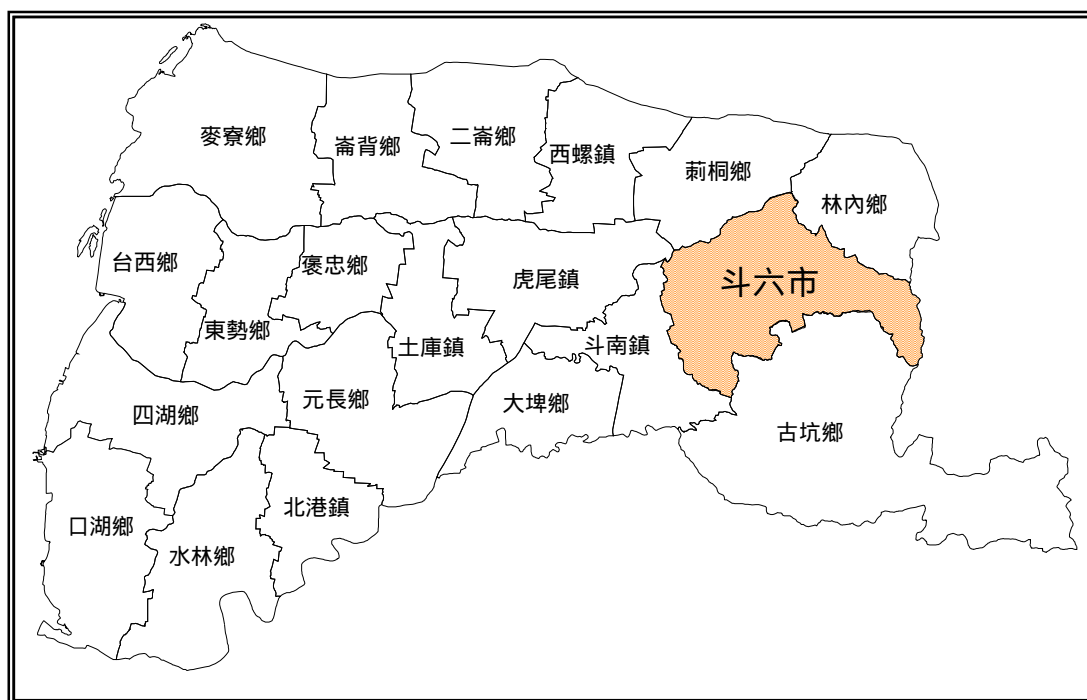 麥寮鄉
崙背鄉
二崙鄉
西螺鎮
莿桐鄉
林內鄉
台西鄉
褒忠鄉
虎尾鎮
斗六市
東勢鄉
土庫鎮
斗南鎮
四湖鄉
元長鄉
大埤鄉
古坑鄉
口湖鄉
水林鄉
北港鎮